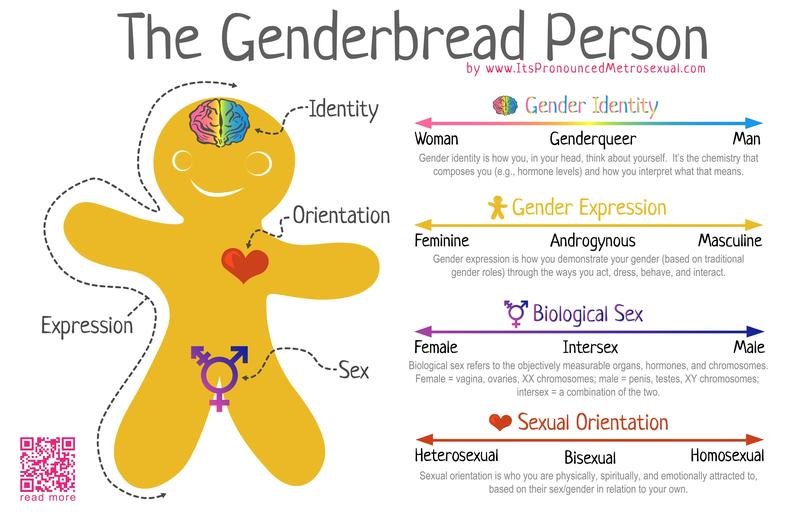 The Genderbread Person
by www.ItsPronouncedMetrosexual.com
Identity
Orientation
Expression
Sex
read more
Gender Identity
Woman Genderqueer Man
Gender identity is how you, in your head, think about yourself. It's the chemistry that
composes you (e.g., hormone levels) and how you interpret what that means.
Gender Expression
Feminine Androgynous Masculine
Gender expression is how you demonstrate your gender (based on traditional
gender roles) through the ways you act, dress, behave, and interact.
Biological Sex
Female Intersex Male
Biological sex refers to the objectively measurable organs, hormones, and chromosomes.
Female = vagina, ovaries, XX chromosomes; male = penis, testes, XY chromosomes;
intersex = a combination of the two.
Sexual Orientation
Heterosexual Bisexual Homosexual
Sexual orientation is who you are physically, spiritually, and emotionally attracted to,
based on their sex/gender in relation to your own.